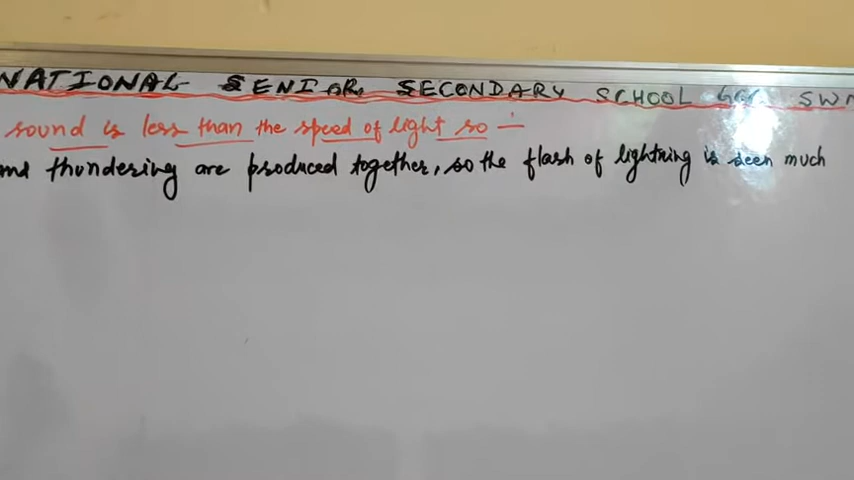 NATIONAL SENIOR SECONDARY SCHOOL
sound is less than the speed of light so :-
and thundering are produced together, so the flash of lightning is seen much